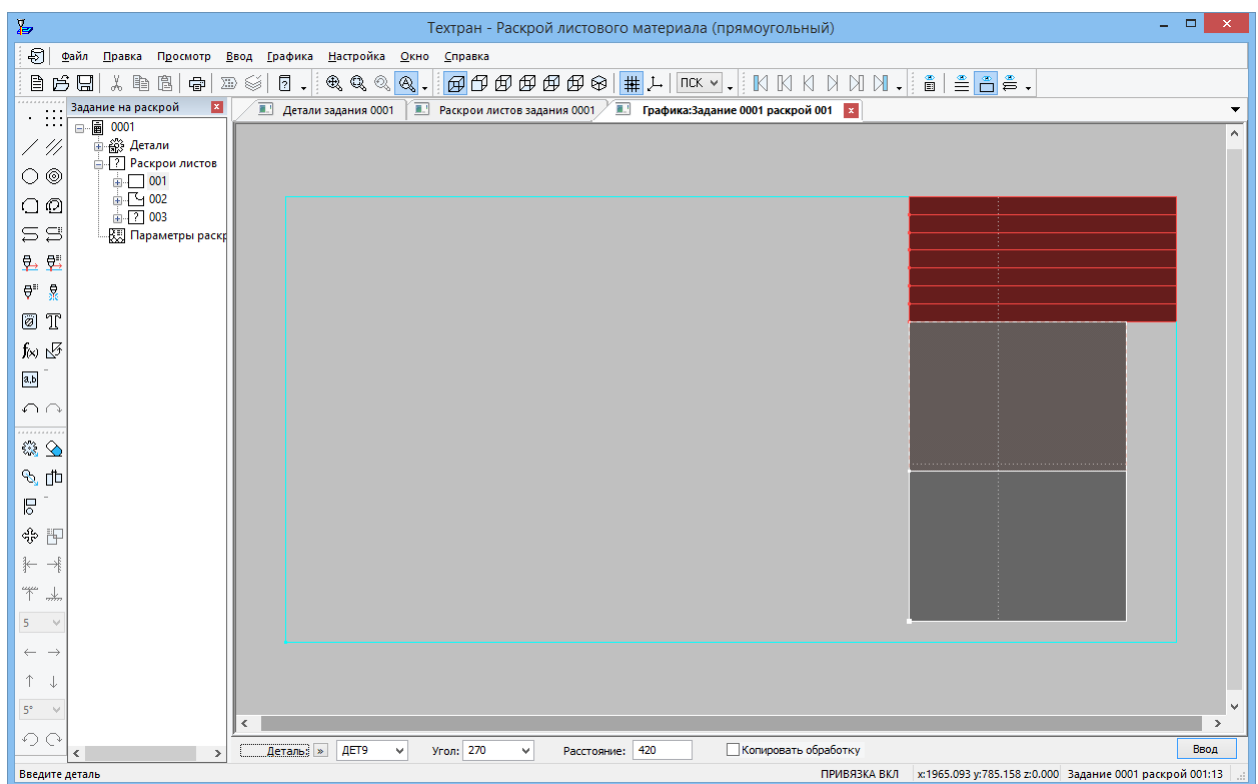 Техтран - Раскрой листового материала (прямоугольный)
Файл Правка Просмотр Ввод Графика Настройка Окно Справка
ПСК
Задание на раскрой
Детали задания 0001 Раскрои листов задания 0001 Графика:Задание 0001 раскрой 001
0001
Детали
Раскрои листов
001
002
003
Параметры раскр
f(x)
a,b
5
5°
Деталь: » ДЕТ9 Угол: 270 Расстояние: 420 Копировать обработку Ввод
Введите деталь ПРИВЯЗКА ВКЛ x:1965.093 y:785.158 z:0.000 Задание 0001 раскрой 001:13